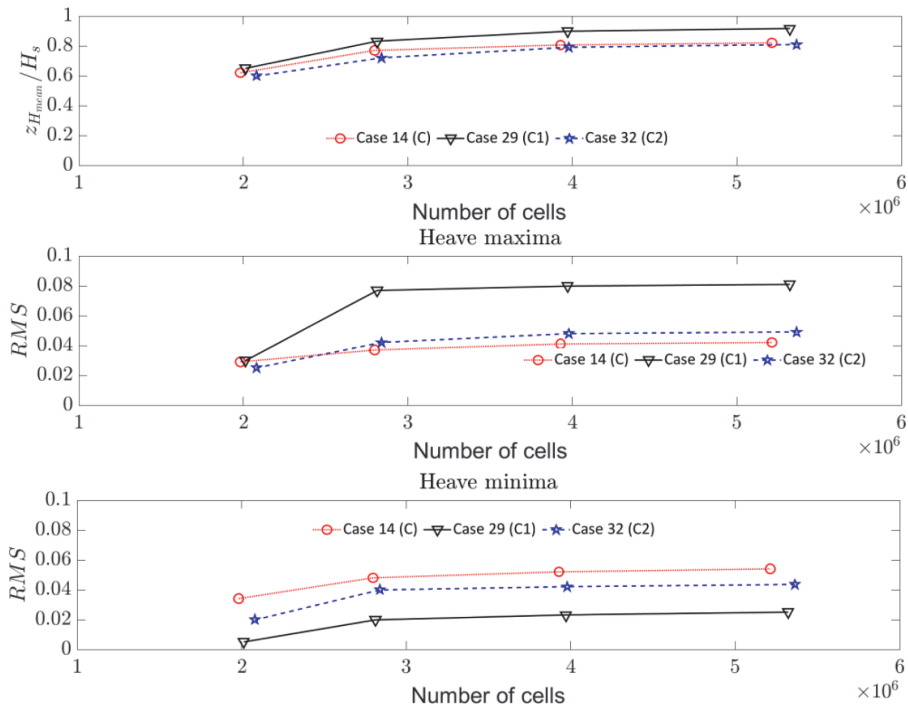 1
0.8
0.6
0.4
0.2
0
z_{H_{mean}}/H_s
Case 14 (C) Case 29 (C1) Case 32 (C2)
1 2 3 4 5 6
Number of cells
×10^6
Heave maxima
0.1
0.08
0.06
0.04
0.02
0
RMS
Case 14 (C) Case 29 (C1) Case 32 (C2)
1 2 3 4 5 6
Number of cells
×10^6
Heave minima
0.1
0.08
0.06
0.04
0.02
0
RMS
Case 14 (C) Case 29 (C1) Case 32 (C2)
1 2 3 4 5 6
Number of cells
×10^6